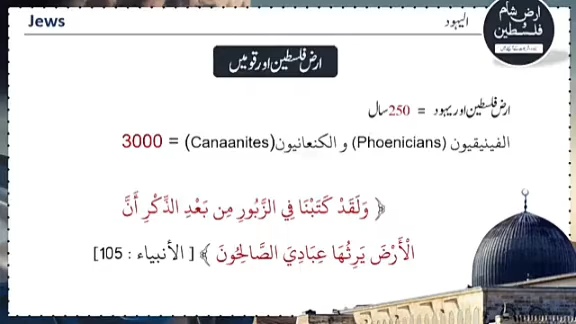 Jews
اليهود
ارض شام
و
فلسطین
ارض فلسطین اور قومیں
ارض فلسطین اور یہود = 250 سال
الفينيقيون (Phoenicians) و الكنعانيون(Canaanites) = 3000
﴿ وَلَقَدْ كَتَبْنَا فِي الزَّبُورِ مِن بَعْدِ الذِّكْرِ أَنَّ
الْأَرْضَ يَرِثُهَا عِبَادِيَ الصَّالِحُونَ ﴾ [ الأنبياء : 105]